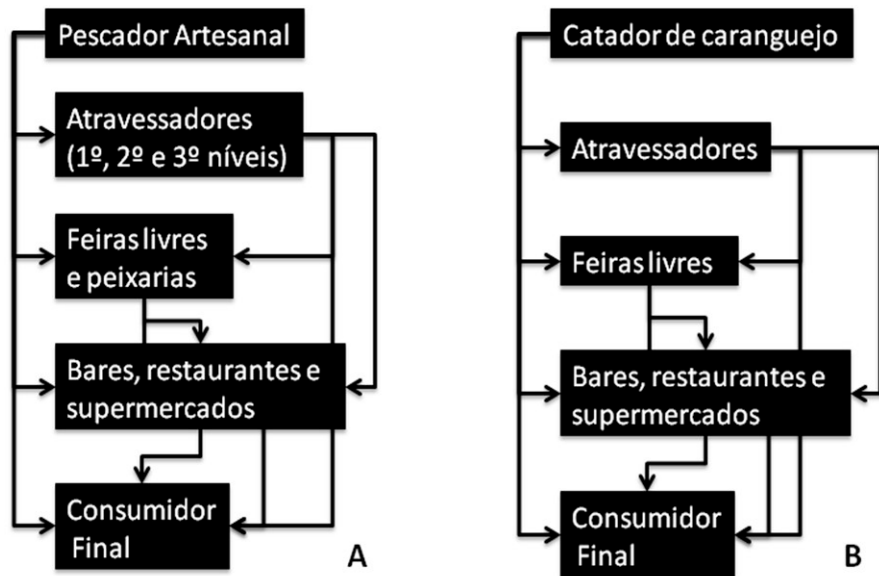 Pescador Artesanal
Atravessadores
(1º, 2º e 3º níveis)
Feiras livres
e peixarias
Bares, restaurantes e
supermercados
Consumidor
Final
A
Catador de caranguejo
Atravessadores
Feiras livres
Bares, restaurantes e
supermercados
Consumidor
Final
B